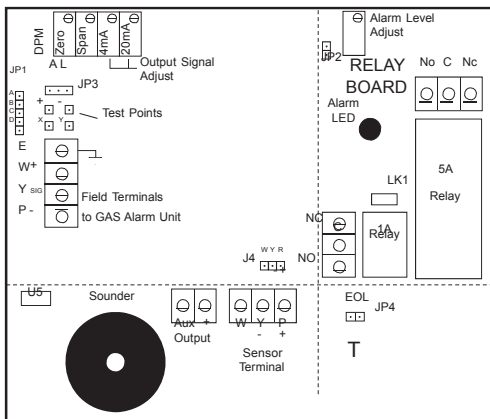 DPM
Zero
Span
4mA
20mA
A L
Output Signal
Adjust
JP1
A
B
C
D
JP3
+ -
X Y
Test Points
E
W+
Y SIG
P -
Field Terminals
to GAS Alarm Unit
Alarm Level
Adjust
JP2
RELAY
BOARD
No C Nc
Alarm
LED
LK1
5A
Relay
NC
C
NO
1A
Relay
J4
W Y R
U5
Sounder
Aux +
Output
W Y P
- +
Sensor
Terminal
EOL
JP4
T